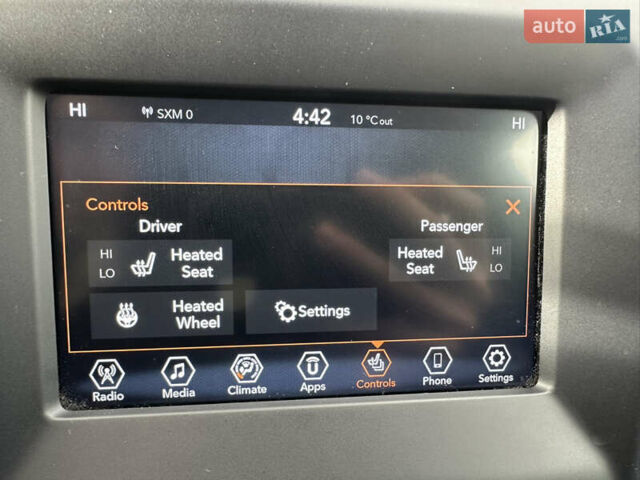 auto RIA.com
HI SXM 0 4:42 10 °C out HI
Controls
Driver Passenger
HI Heated HI Heated
LO Seat LO Seat
Heated Settings
Wheel
Radio Media Climate Apps Controls Phone Settings